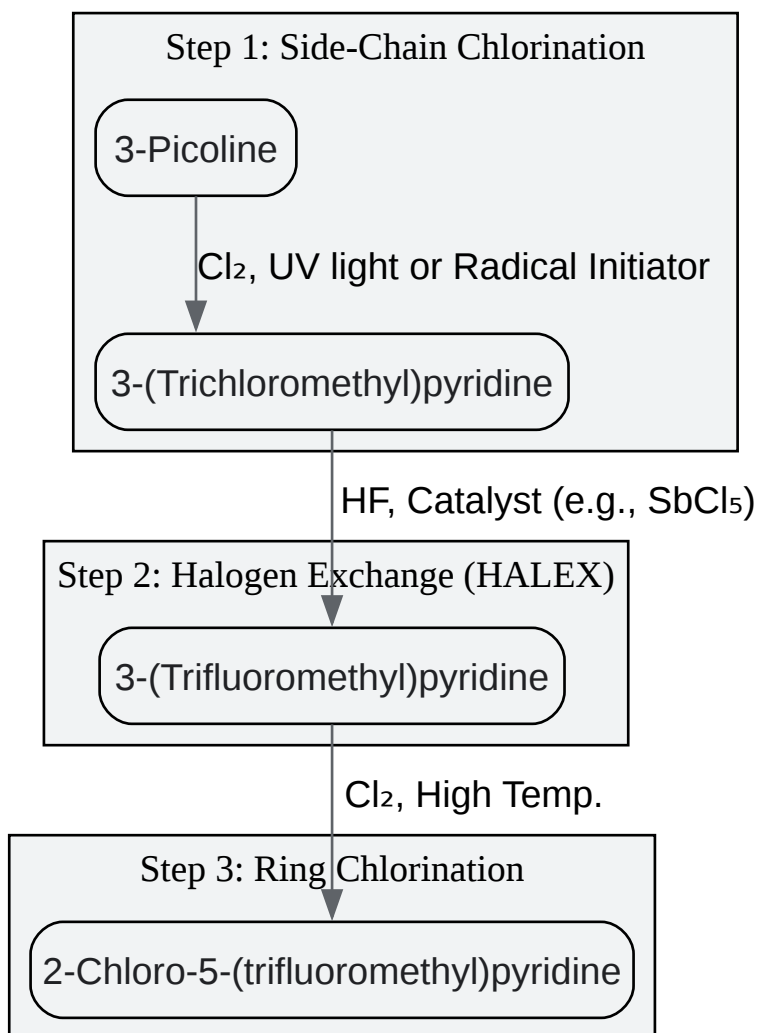 Step 1: Side-Chain Chlorination
3-Picoline
Cl₂, UV light or Radical Initiator
3-(Trichloromethyl)pyridine
HF, Catalyst (e.g., SbCl₅)
Step 2: Halogen Exchange (HALEX)
3-(Trifluoromethyl)pyridine
Cl₂, High Temp.
Step 3: Ring Chlorination
2-Chloro-5-(trifluoromethyl)pyridine